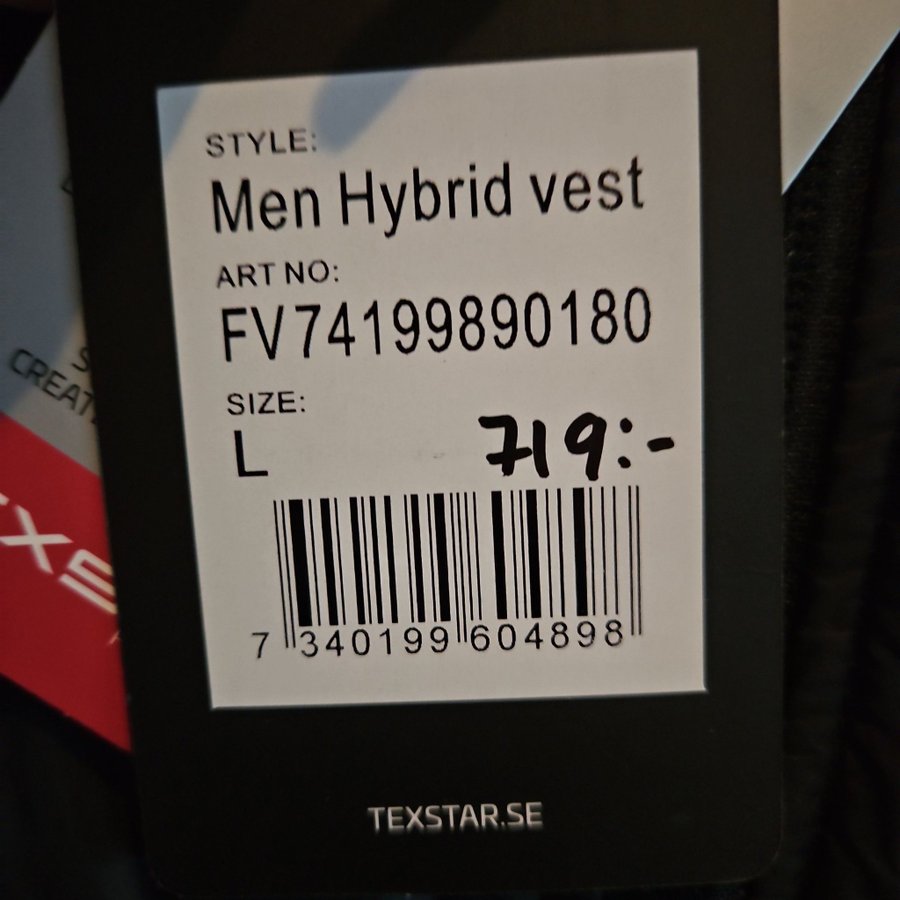 STYLE:
Men Hybrid vest
ART NO:
FV74199890180
SIZE:
L
719:-
7 340199 604898
TEXSTAR.SE